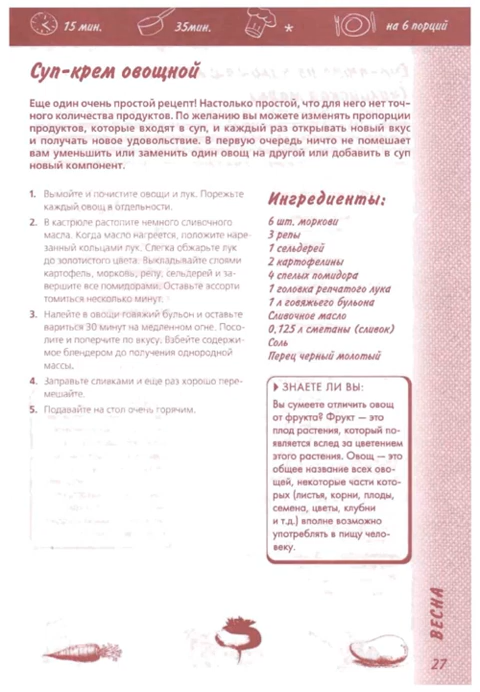 15 мин.
35мин.
*
на 6 порций
Суп-крем овощной
Еще один очень простой рецепт! Настолько простой, что для него нет точ-
ного количества продуктов. По желанию вы можете изменять пропорции
продуктов, которые входят в суп, и каждый раз открывать новый вкус
и получать новое удовольствие. В первую очередь ничто не помешает
вам уменьшить или заменить один овощ на другой или добавить в суп
новый компонент.
1. Вымойте и почистите овощи и лук. Порежьте
каждый овощ в отдельности.
2. В кастрюле растопите немного сливочного
масла. Когда масло нагреется, положите наре-
занный кольцами лук. Слегка обжарьте лук
до золотистого цвета. Выкладывайте слоями
картофель, морковь, репу, сельдерей и за-
вершите все помидорами. Оставьте ассорти
томиться несколько минут.
3. Налейте в овощи говяжий бульон и оставьте
вариться 30 минут на медленном огне. Посо-
лите и поперчите по вкусу. Взбейте содержи-
мое блендером до получения однородной
массы.
4. Заправьте сливками и еще раз хорошо пере-
мешайте.
5. Подавайте на стол очень горячим.
Ингредиенты:
6 шт. моркови
3 репы
1 сельдерей
2 картофелины
4 спелых помидора
1 головка репчатого лука
1 л говяжьего бульона
Сливочное масло
0,125 л сметаны (сливок)
Соль
Перец черный молотый
ЗНАЕТЕ ЛИ ВЫ:
Вы сумеете отличить овощ
от фрукта? Фрукт — это
плод растения, который по-
является вслед за цветением
этого растения. Овощ — это
общее название всех ово-
щей, некоторые части кото-
рых (листья, корни, плоды,
семена, цветы, клубни
и т.д.) вполне возможно
употреблять в пищу чело-
веку.
ВЕСНА
27